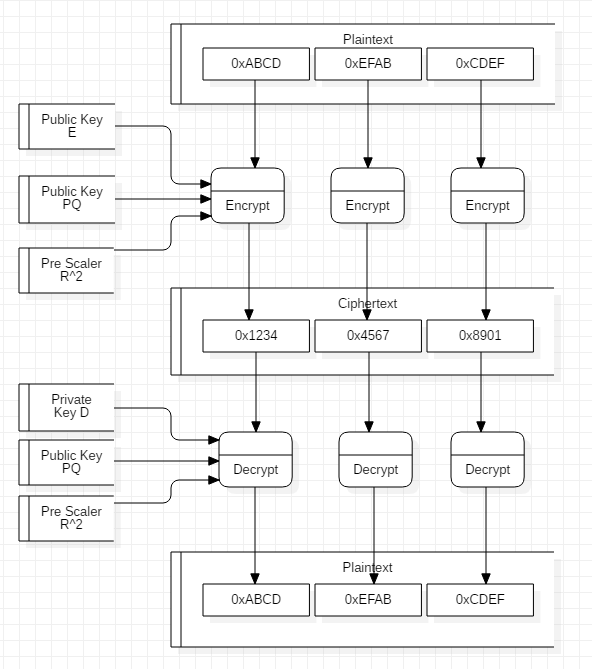 Plaintext
0xABCD 0xEFAB 0xCDEF
Public Key
E
Public Key
PQ
Encrypt Encrypt Encrypt
Pre Scaler
R^2
Ciphertext
0x1234 0x4567 0x8901
Private
Key D
Public Key
PQ
Decrypt Decrypt Decrypt
Pre Scaler
R^2
Plaintext
0xABCD 0xEFAB 0xCDEF